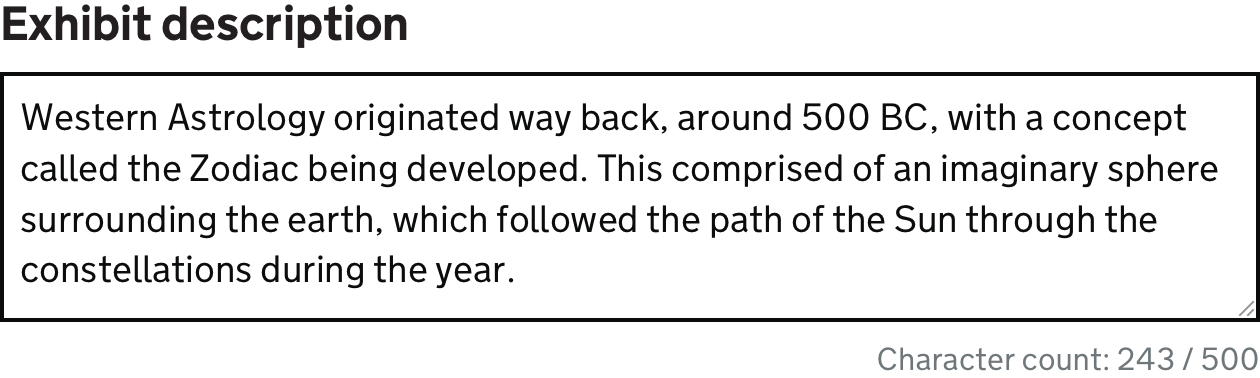 Exhibit description
Western Astrology originated way back, around 500 BC, with a concept
called the Zodiac being developed. This comprised of an imaginary sphere
surrounding the earth, which followed the path of the Sun through the
constellations during the year.
Character count: 243 / 500